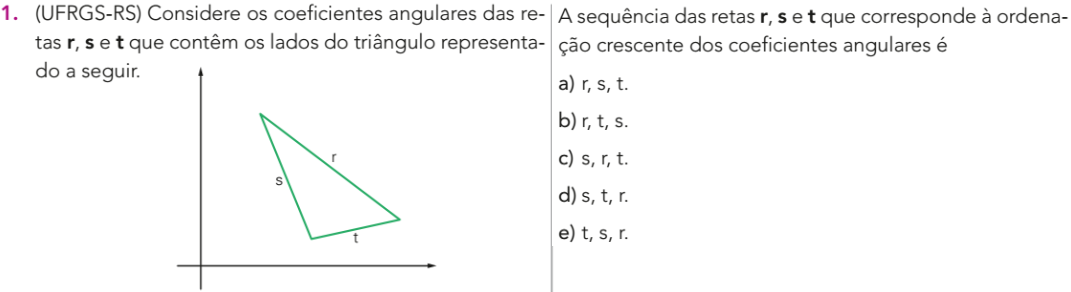 1. (UFRGS-RS) Considere os coeficientes angulares das re-
tas r, s e t que contêm os lados do triângulo representa-
do a seguir.
r
s
t
A sequência das retas r, s e t que corresponde à ordena-
ção crescente dos coeficientes angulares é
a) r, s, t.
b) r, t, s.
c) s, r, t.
d) s, t, r.
e) t, s, r.